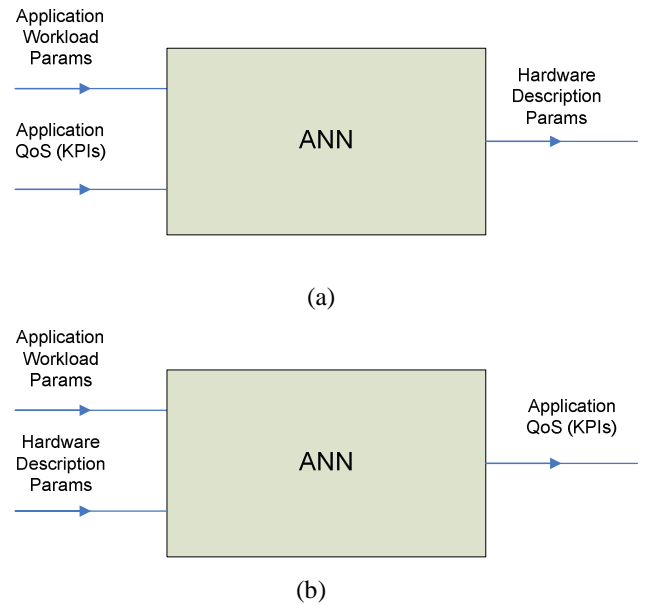 Application
Workload
Params
Application
QoS (KPIs)
ANN
Hardware
Description
Params
(a)
Application
Workload
Params
Hardware
Description
Params
ANN
Application
QoS (KPIs)
(b)